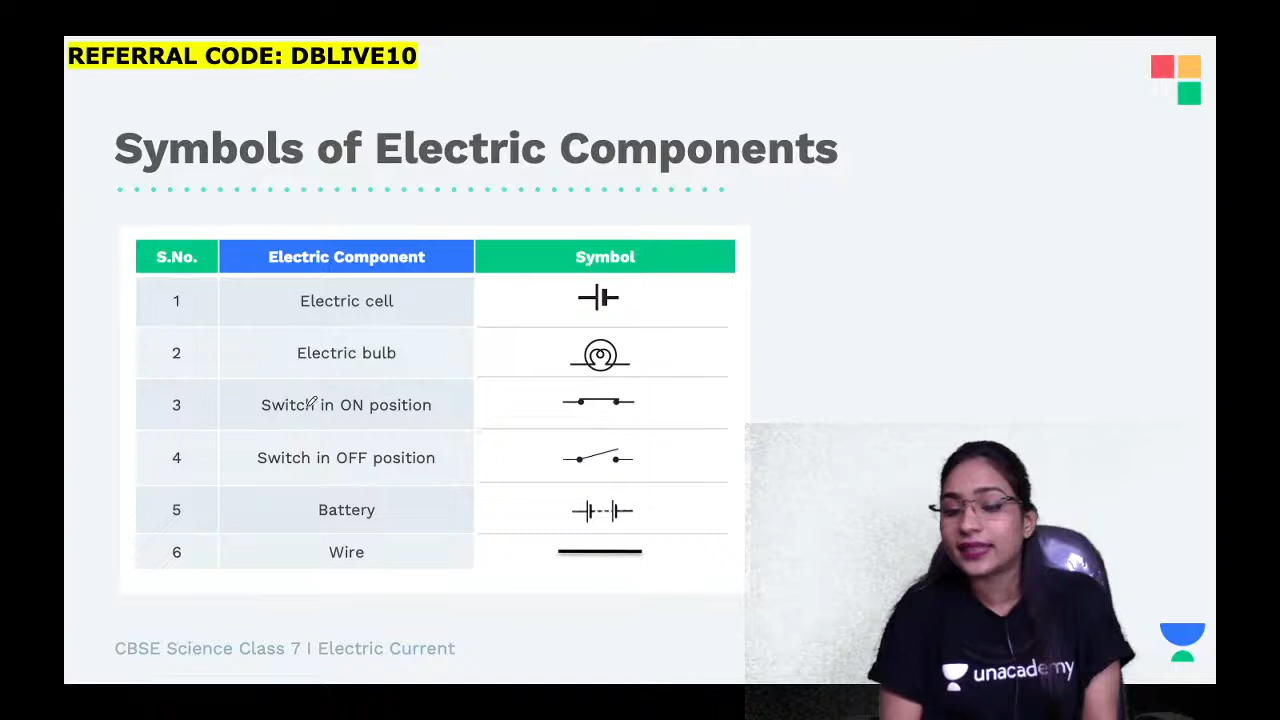 REFERRAL CODE: DBLIVE10
Symbols of Electric Components
S.No. Electric Component Symbol
1 Electric cell
2 Electric bulb
3 Switch in ON position
4 Switch in OFF position
5 Battery
6 Wire
CBSE Science Class 7 I Electric Current
unacademy